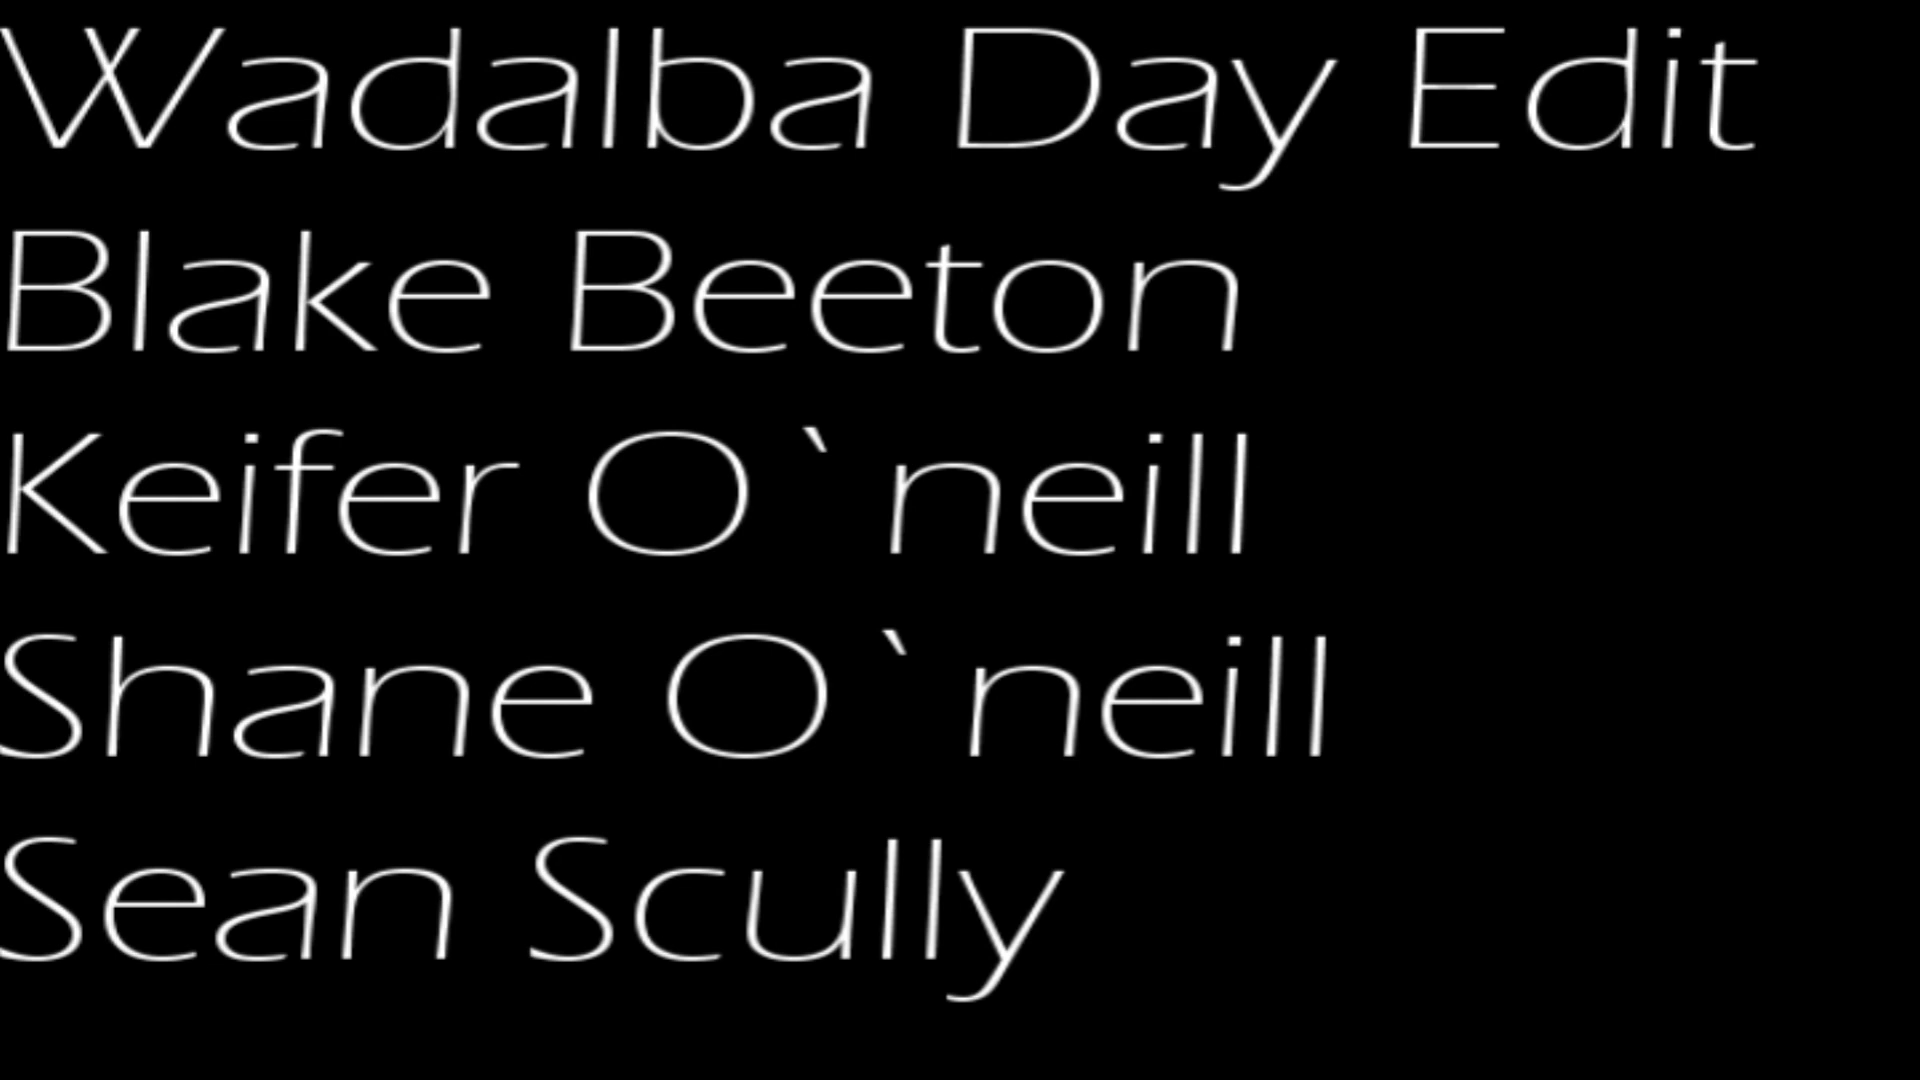 Wadalba Day Edit
Blake Beeton
Keifer O`neill
Shane O`neill
Sean Scully